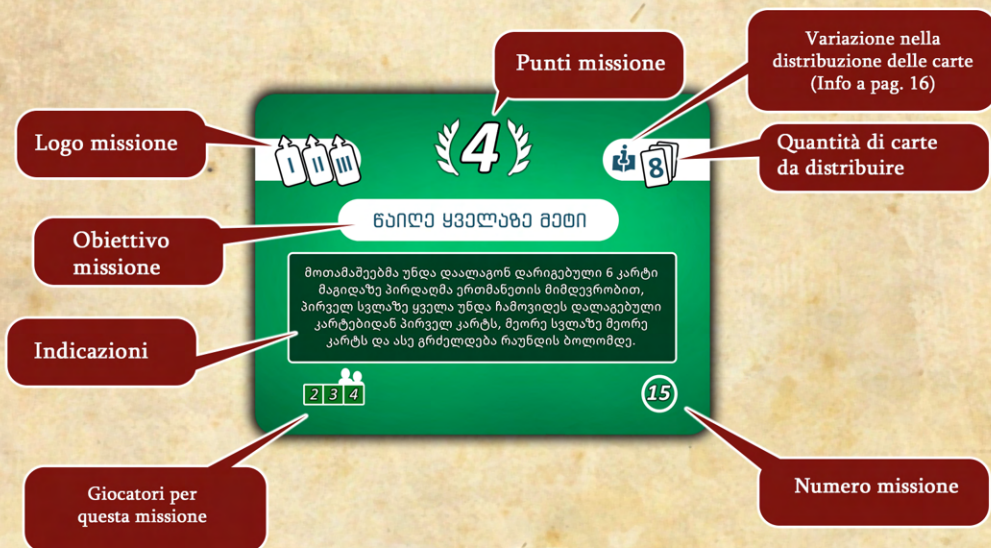 Punti missione
Variazione nella
distribuzione delle carte
(Info a pag. 16)
Logo missione
I II III
4
8
Quantità di carte
da distribuire
Obiettivo
missione
წაიღე ყველაზე მეტი
მოთამაშეებმა უნდა დაალაგონ დარიგებული 6 კარტი
მაგიდაზე პირდაღმა ერთმანეთის მიმდევრობით,
პირველ სვლაზე ყველა უნდა ჩამოვიდეს დალაგებული
კარტებიდან პირველ კარტს, მეორე სვლაზე მეორე
კარტს და ასე გრძელდება რაუნდის ბოლომდე.
Indicazioni
2 3 4
15
Giocatori per
questa missione
Numero missione